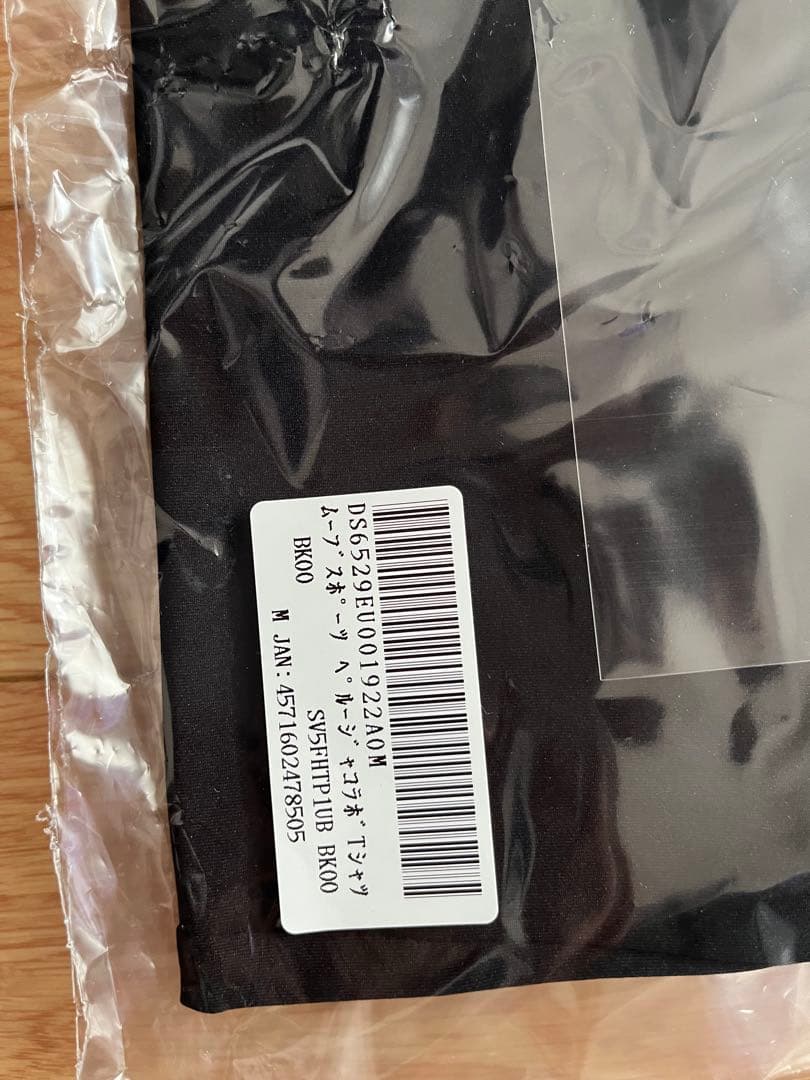 DS6529EU001922A0M
ﾑｰﾌﾞｽﾎﾟｰﾂ ﾍﾟﾙｰｼﾞｬｺﾗﾎﾞTｼｬﾂ
BK00 SV5FHTP1UB BK00
M JAN:4571602478505